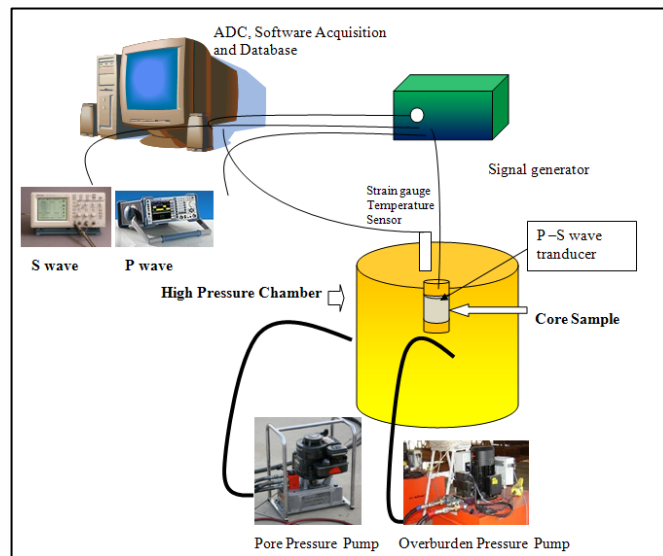 ADC, Software Acquisition
and Database
Signal generator
Strain gauge
Temperature
Sensor
P –S wave
tranducer
S wave
P wave
High Pressure Chamber
Core Sample
Pore Pressure Pump
Overburden Pressure Pump